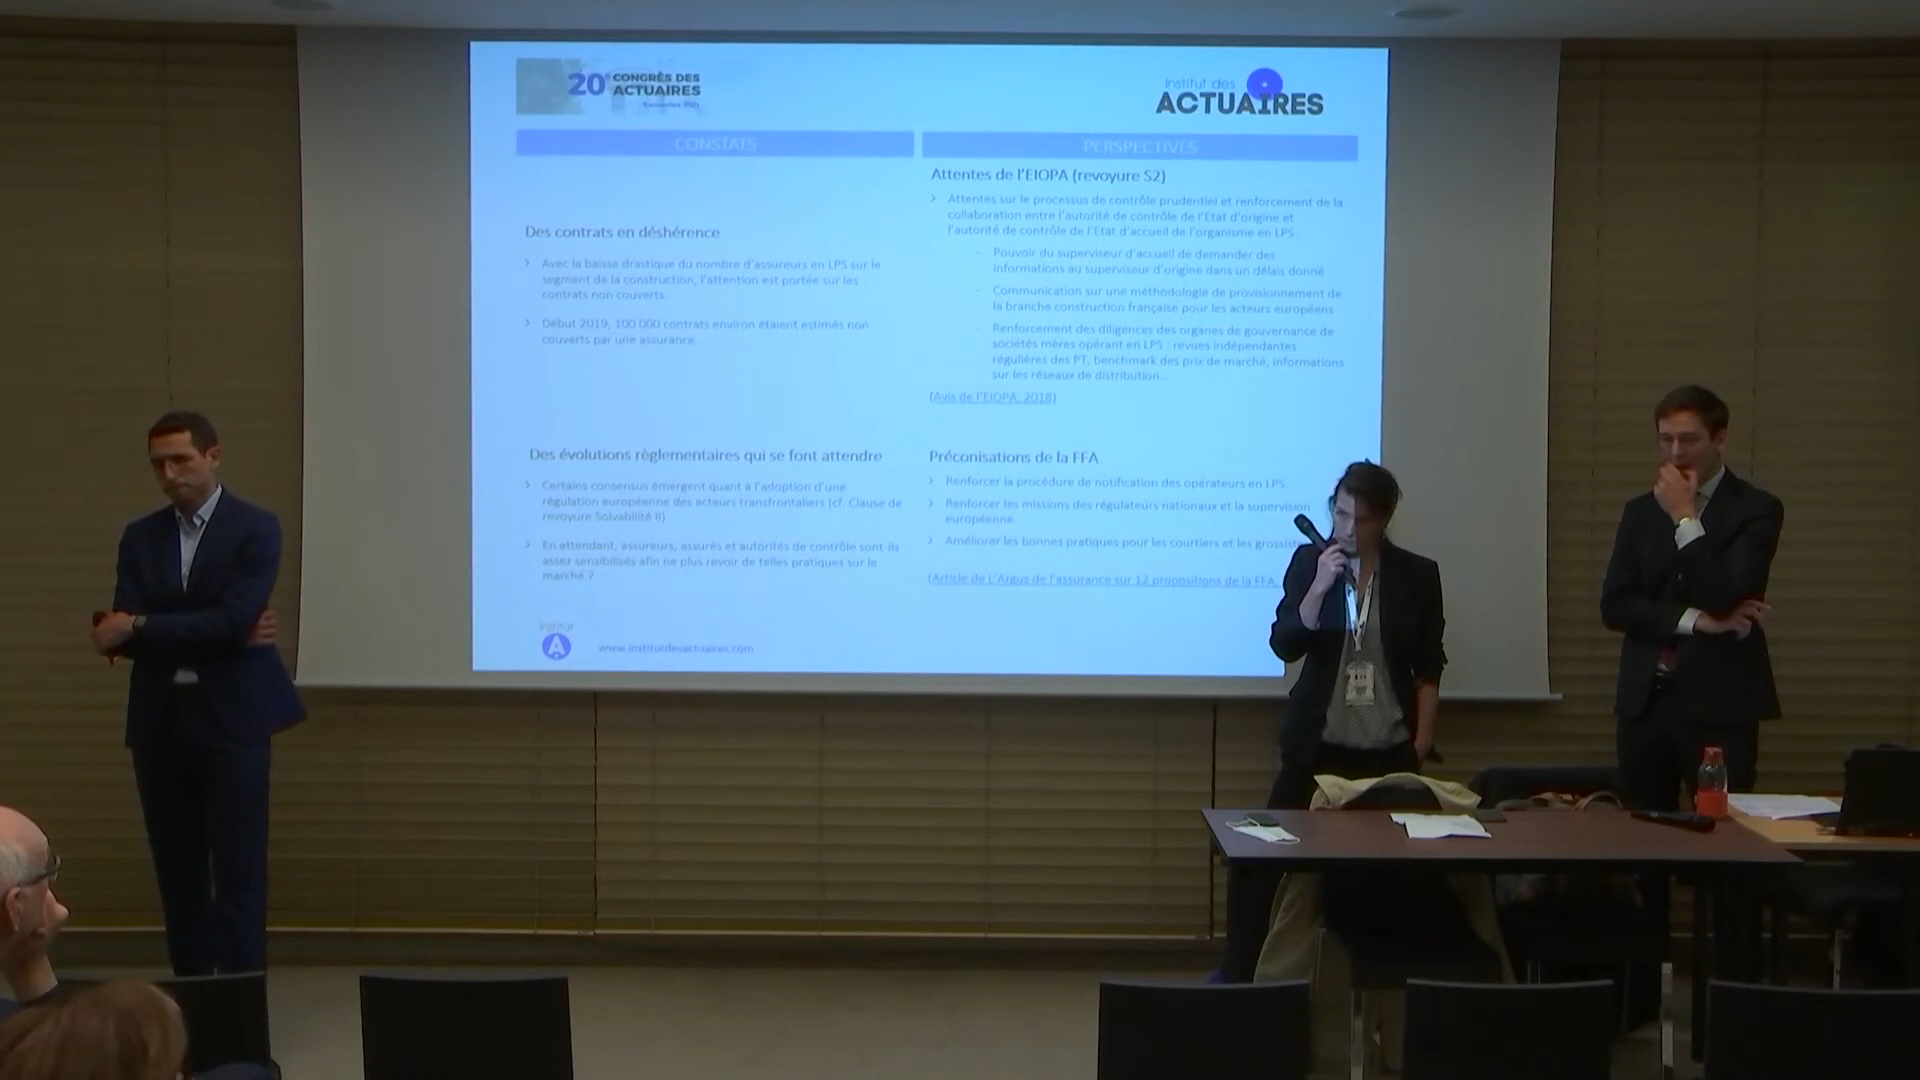 20e CONGRÈS DES
ACTUAIRES
Institut des
ACTUAIRES
CONSTATS
Des contrats en déshérence
> Avec la baisse drastique du nombre d'assureurs en LPS sur le
segment de la construction, l'attention est portée sur les
contrats non couverts.
> Début 2019, 100 000 contrats environ étaient estimés non
couverts par une assurance.
Des évolutions règlementaires qui se font attendre
> Certains consensus émergent quant à l'adoption d'une
régulation européenne des acteurs transfrontaliers (cf. Clause de
revoyure Solvabilité II)
> En attendant, assureurs, assurés et autorités de contrôle sont-ils
assez sensibilisés afin ne plus revoir de telles pratiques sur le
marché ?
PERSPECTIVES
Attentes de l'EIOPA (revoyure S2)
> Attentes sur le processus de contrôle prudentiel et renforcement de la
collaboration entre l'autorité de contrôle de l'Etat d'origine et
l'autorité de contrôle de l'Etat d'accueil de l'organisme en LPS :
- Pouvoir du superviseur d'accueil de demander des
informations au superviseur d'origine dans un délais donné
- Communication sur une méthodologie de provisionnement de
la branche construction française pour les acteurs européens
- Renforcement des diligences des organes de gouvernance de
sociétés mères opérant en LPS : revues indépendantes
régulières des PT, benchmark des prix de marché, informations
sur les réseaux de distribution...
(Avis de l'EIOPA, 2018)
Préconisations de la FFA
> Renforcer la procédure de notification des opérateurs en LPS.
> Renforcer les missions des régulateurs nationaux et la supervision
européenne.
> Améliorer les bonnes pratiques pour les courtiers et les grossist
(Article de L'Argus de l'assurance sur 12 propositions de la FFA,
Institut
A
www.institutdesactuaires.com